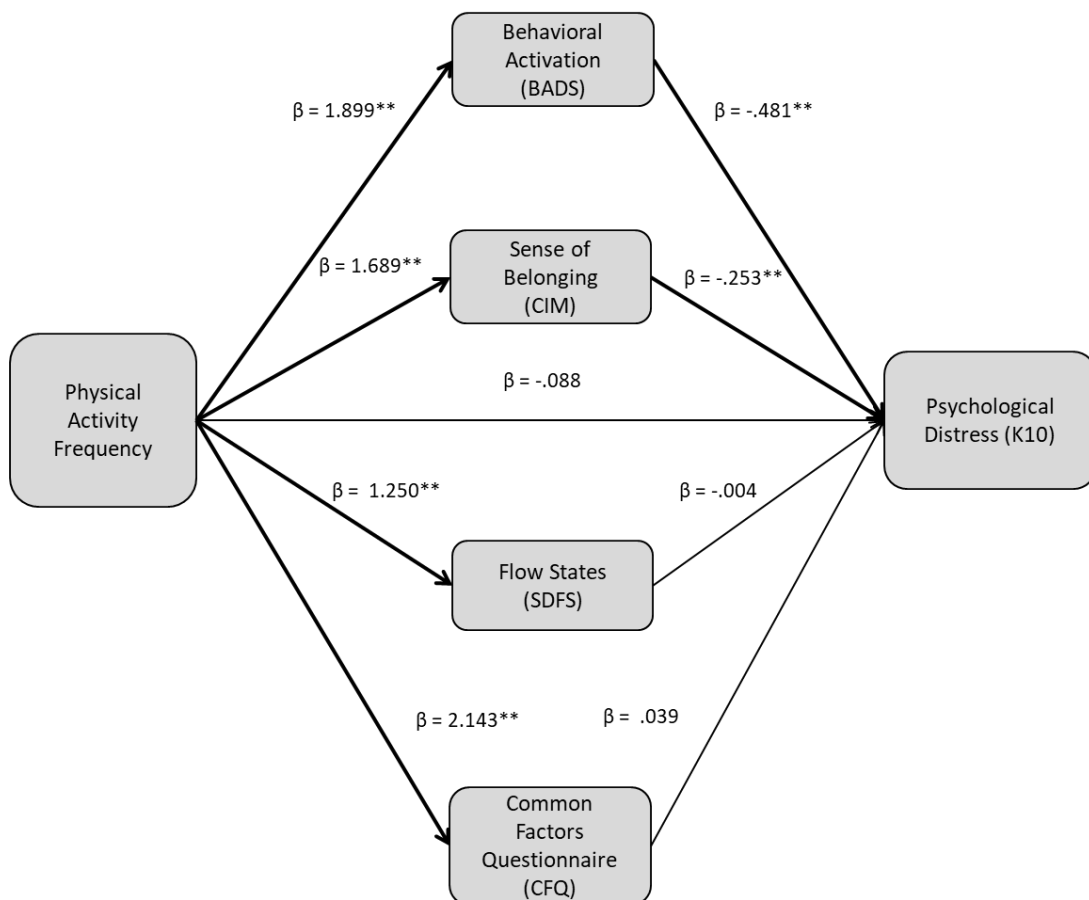 Behavioral
Activation
(BADS)
β = 1.899**
β = -.481**
Sense of
Belonging
(CIM)
β = 1.689**
β = -.253**
Physical
Activity
Frequency
β = -.088
Psychological
Distress (K10)
β =  1.250**
β = -.004
Flow States
(SDFS)
β = 2.143**
β =  .039
Common
Factors
Questionnaire
(CFQ)